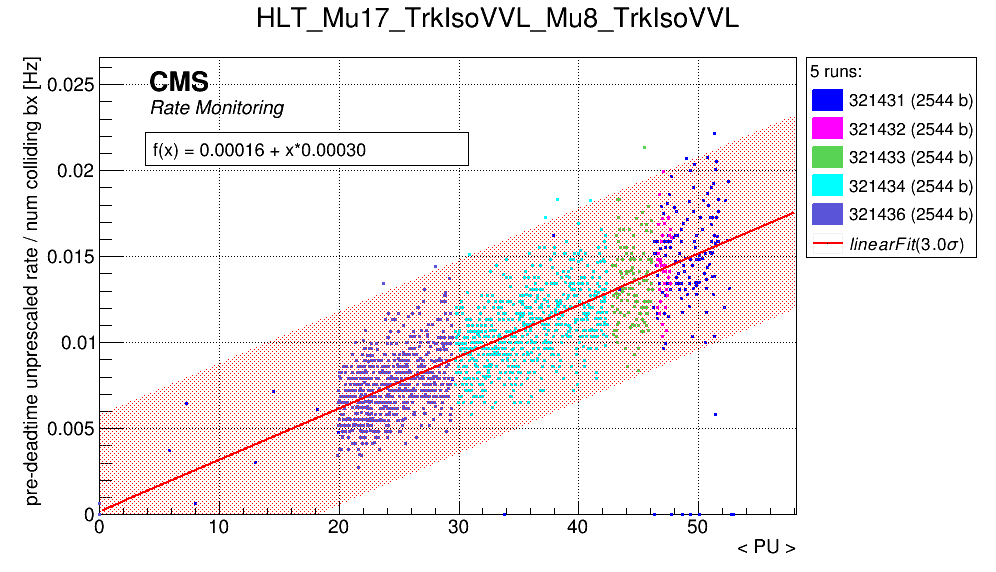 HLT_Mu17_TrkIsoVVL_Mu8_TrkIsoVVL
pre-deadtime unprescaled rate / num colliding bx [Hz]
CMS
Rate Monitoring
f(x) = 0.00016 + x*0.00030
0.025
0.02
0.015
0.01
0.005
0
0 10 20 30 40 50
< PU >
5 runs:
321431 (2544 b)
321432 (2544 b)
321433 (2544 b)
321434 (2544 b)
321436 (2544 b)
linearFit(3.0σ)